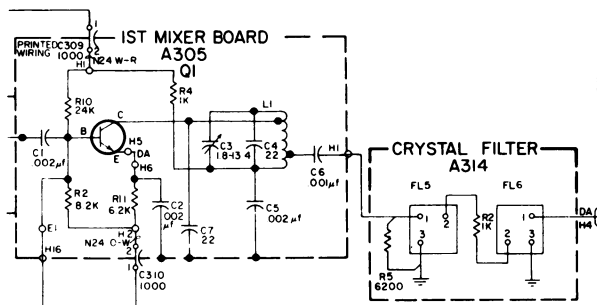 1
PRINTED C309
WIRING 1000
2
N24 W-R
H1
1ST MIXER BOARD
A305
Q1
R4
1K
R10
24K
C
L1
B
H5
E
DA
H6
C1
.002µf
C3
1.8-13.4
C4
22
H1
C6
.001µf
CRYSTAL FILTER
A314
R2
8.2K
R11
6.2K
C2
.002
µf
C5
.002µf
C7
22
FL5
FL6
1
2
3
R2
1K
1
2
3
DA
H4
E1
H16
H2
N24 O-W
2
C310
1000
1
R5
6200